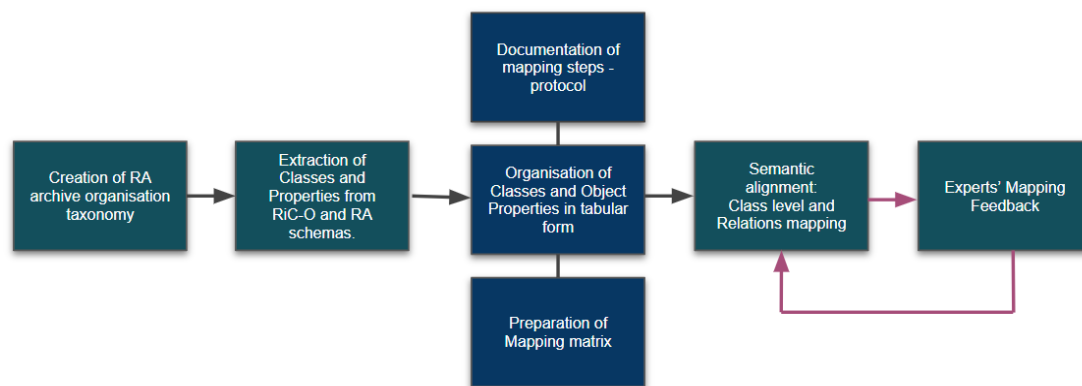 Documentation of
mapping steps -
protocol
Creation of RA
archive organisation
taxonomy
Extraction of
Classes and
Properties from
RiC-O and RA
schemas.
Organisation of
Classes and Object
Properties in tabular
form
Semantic
alignment:
Class level and
Relations mapping
Experts' Mapping
Feedback
Preparation of
Mapping matrix